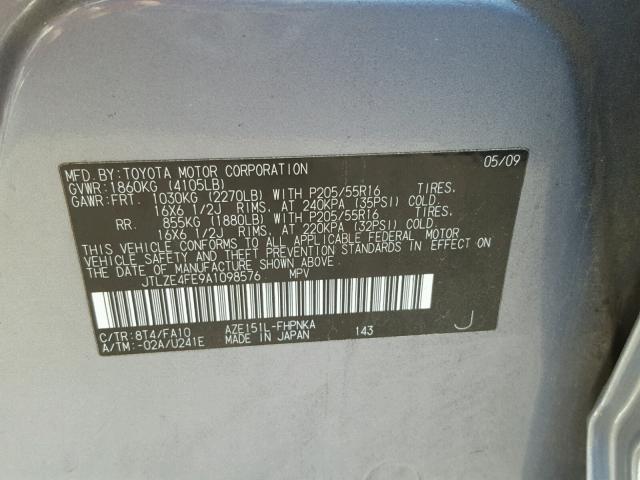 MFD. BY: TOYOTA MOTOR CORPORATION 05/09
GVWR: 1860KG (4105LB)
GAWR: FRT. 1030KG (2270LB) WITH P205/55R16 TIRES,
16X6 1/2J RIMS, AT 240KPA (35PSI) COLD.
RR. 855KG (1880LB) WITH P205/55R16 TIRES,
16X6 1/2J RIMS, AT 220KPA (32PSI) COLD.
THIS VEHICLE CONFORMS TO ALL APPLICABLE FEDERAL MOTOR
VEHICLE SAFETY AND THEFT PREVENTION STANDARDS IN EFFECT ON
THE DATE OF MANUFACTURE SHOWN ABOVE.
JTLZE4FE9A1098576 MPV
C/TR: 8T4/FA10 AZE151L-FHPNKA 143 J
A/TM: -02A/U241E MADE IN JAPAN